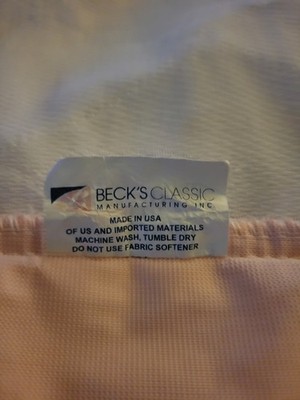 BECK'S CLASSIC
MANUFACTURING INC
MADE IN USA
OF US AND IMPORTED MATERIALS
MACHINE WASH, TUMBLE DRY
DO NOT USE FABRIC SOFTENER